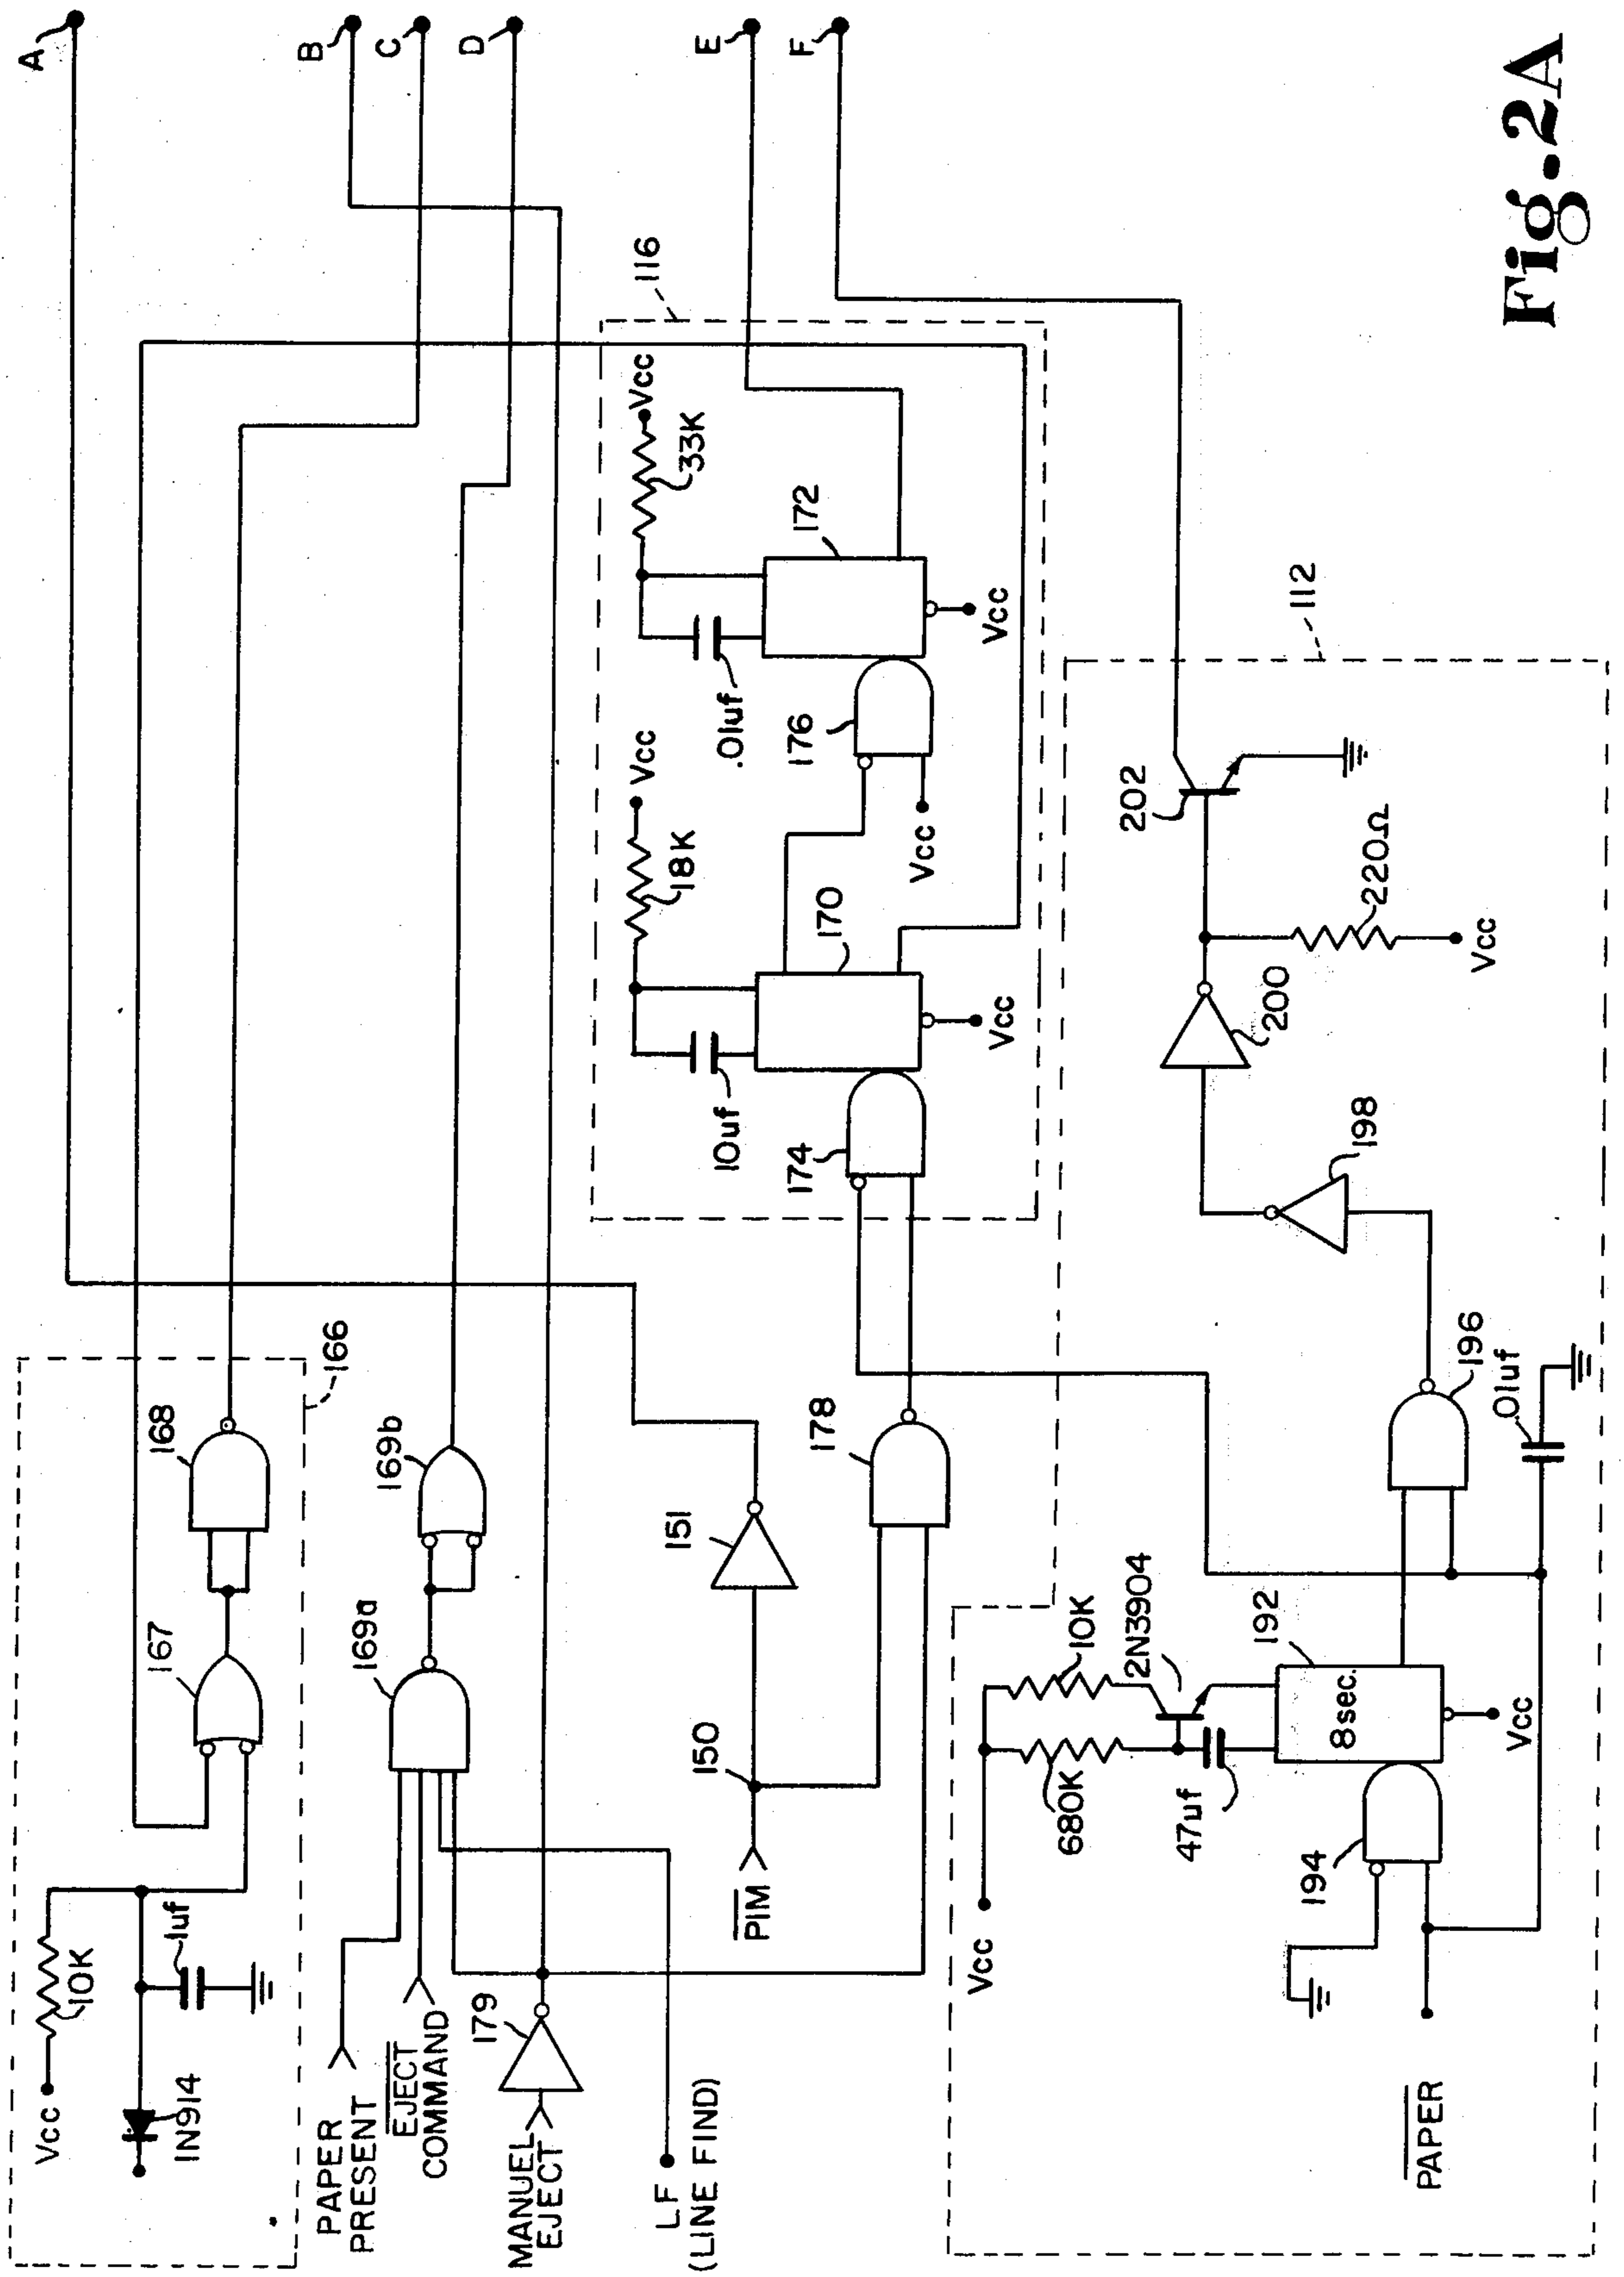 A
B
C
D
E
F
Fig-2A
166
168
167
Vcc
10K
1uf
1N914
169b
169a
PAPER
PRESENT
EJECT
COMMAND
179
MANUEL
EJECT
LF
(LINE FIND)
116
Vcc
33K
172
.01uf
Vcc
176
Vcc
Vcc
18K
170
10uf
Vcc
174
151
178
150
PIM
112
202
220Ω
Vcc
200
198
196
.01uf
10K
2N3904
192
8sec.
Vcc
680K
47uf
194
Vcc
PAPER